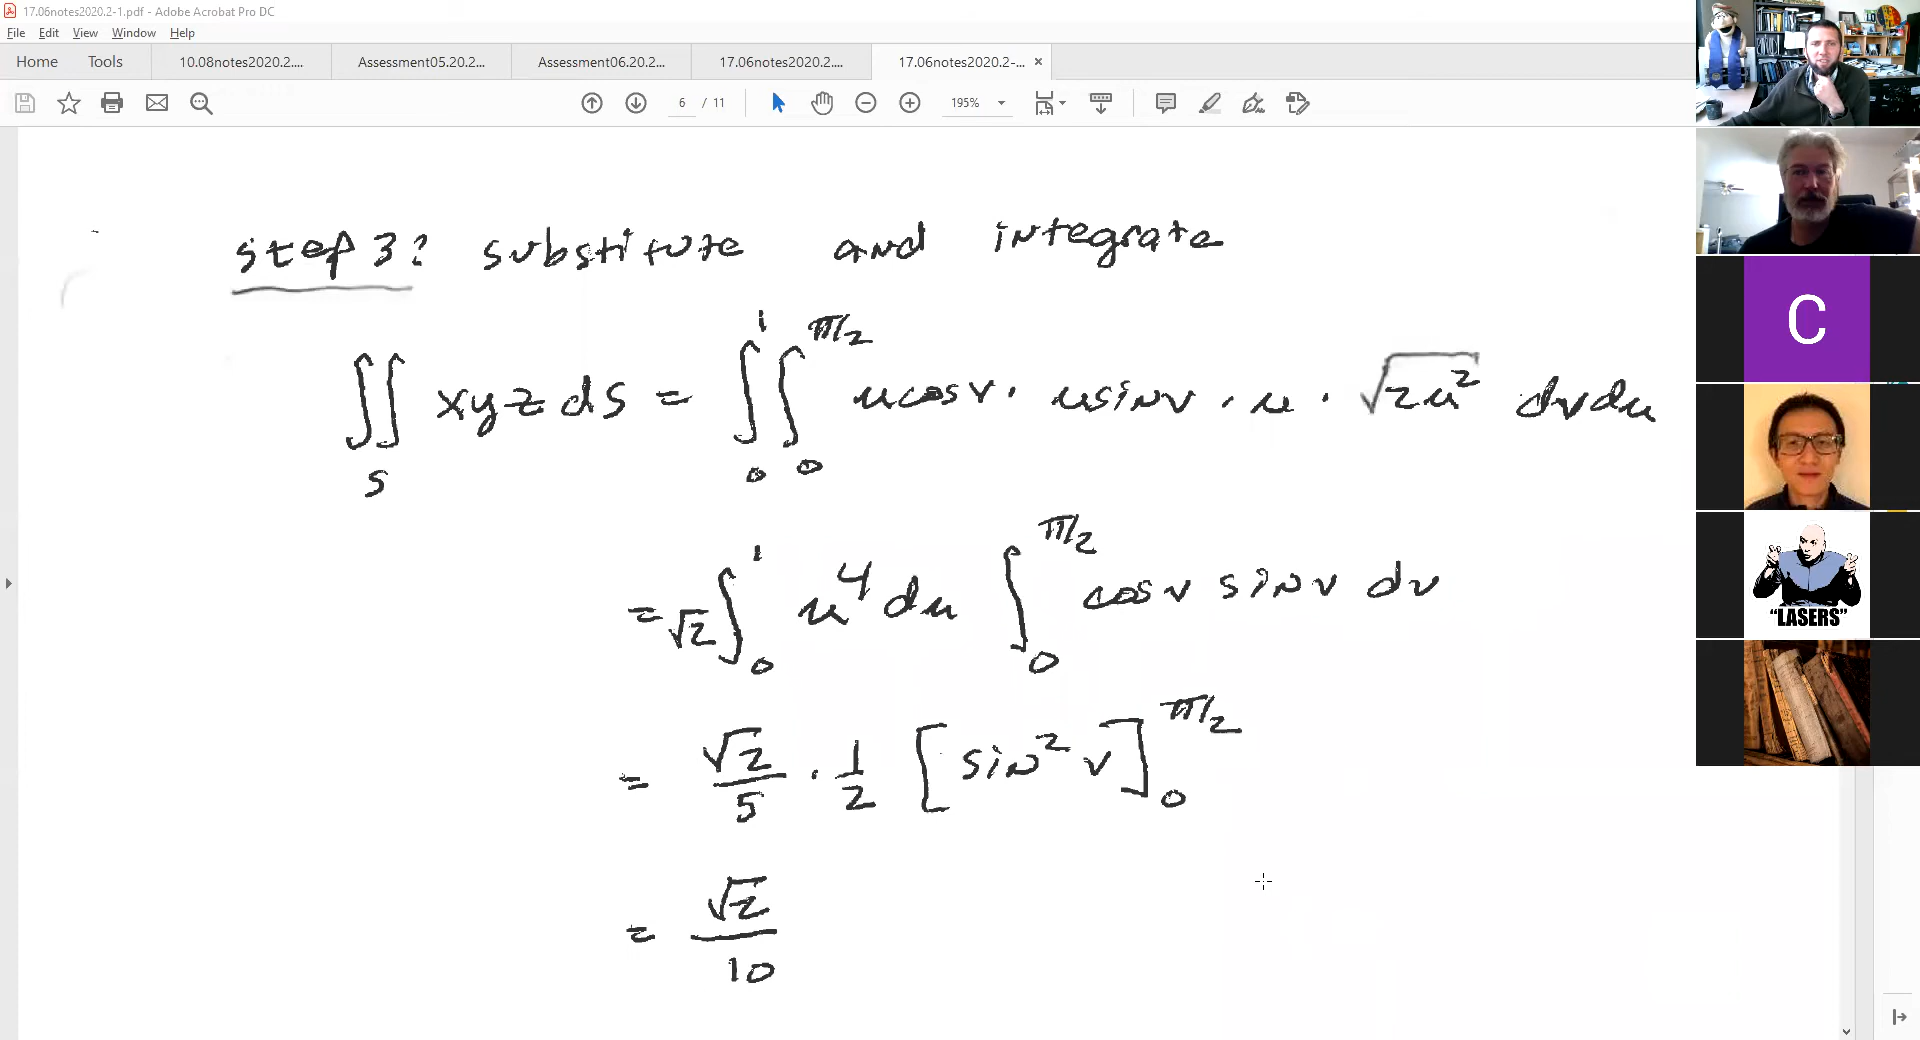 17.06notes2020.2-1.pdf - Adobe Acrobat Pro DC
File Edit View Window Help
Home Tools 10.08notes2020.2.... Assessment05.20.2... Assessment06.20.2... 17.06notes2020.2.... 17.06notes2020.2-... ×
6 / 11 195%
step 3: substitute and integrate
∬_S xyz dS = ∫_0^1 ∫_0^{π/2} u cos v · u sin v · u · √(2u²) dv du
= √2 ∫_0^1 u⁴ du ∫_0^{π/2} cos v sin v dv
= √2/5 · 1/2 [sin² v]_0^{π/2}
= √2/10
C
"LASERS"